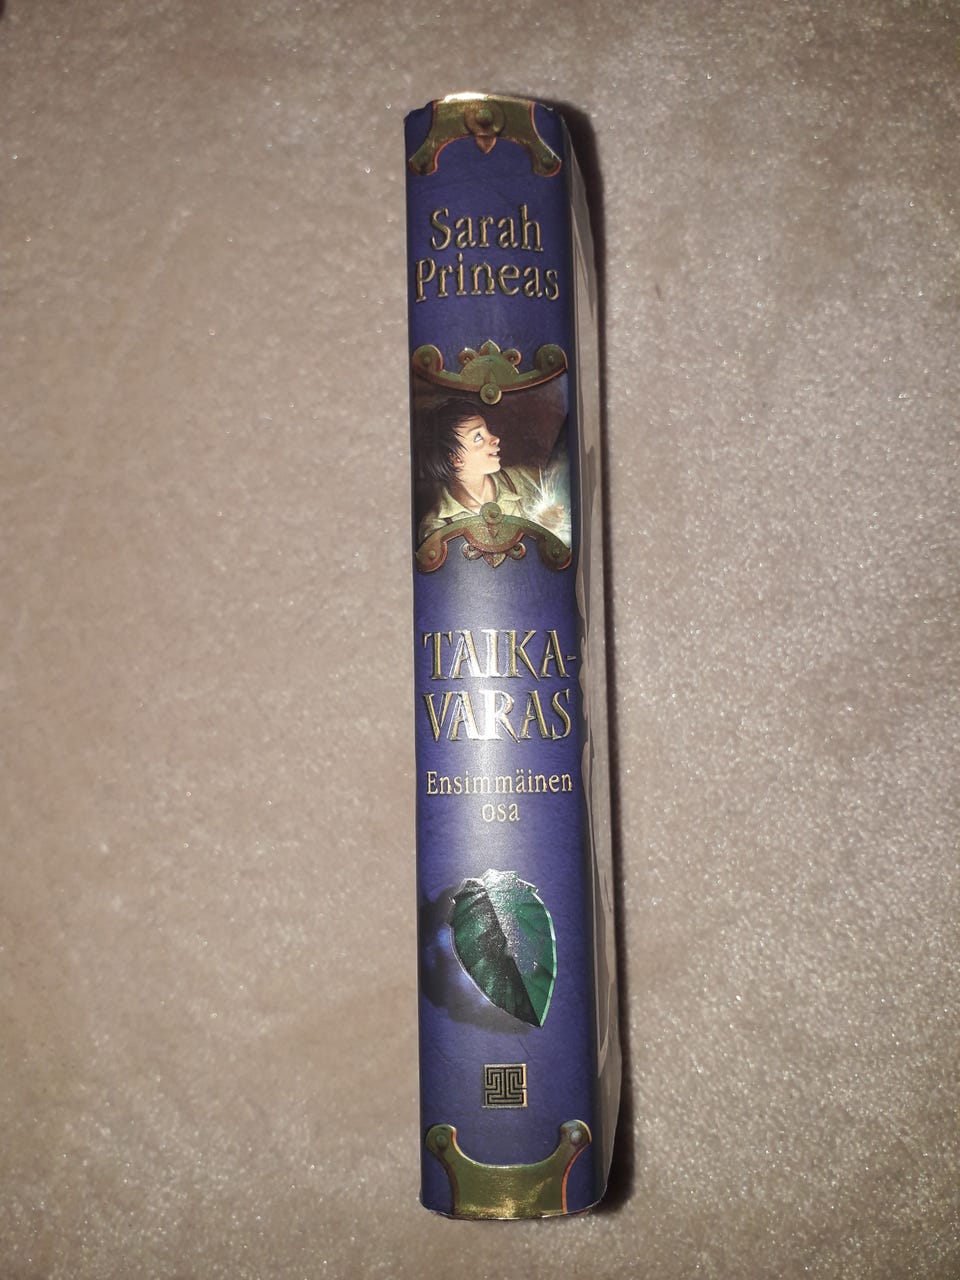 Sarah
Prineas
TAIKA-
VARAS
Ensimmäinen
osa